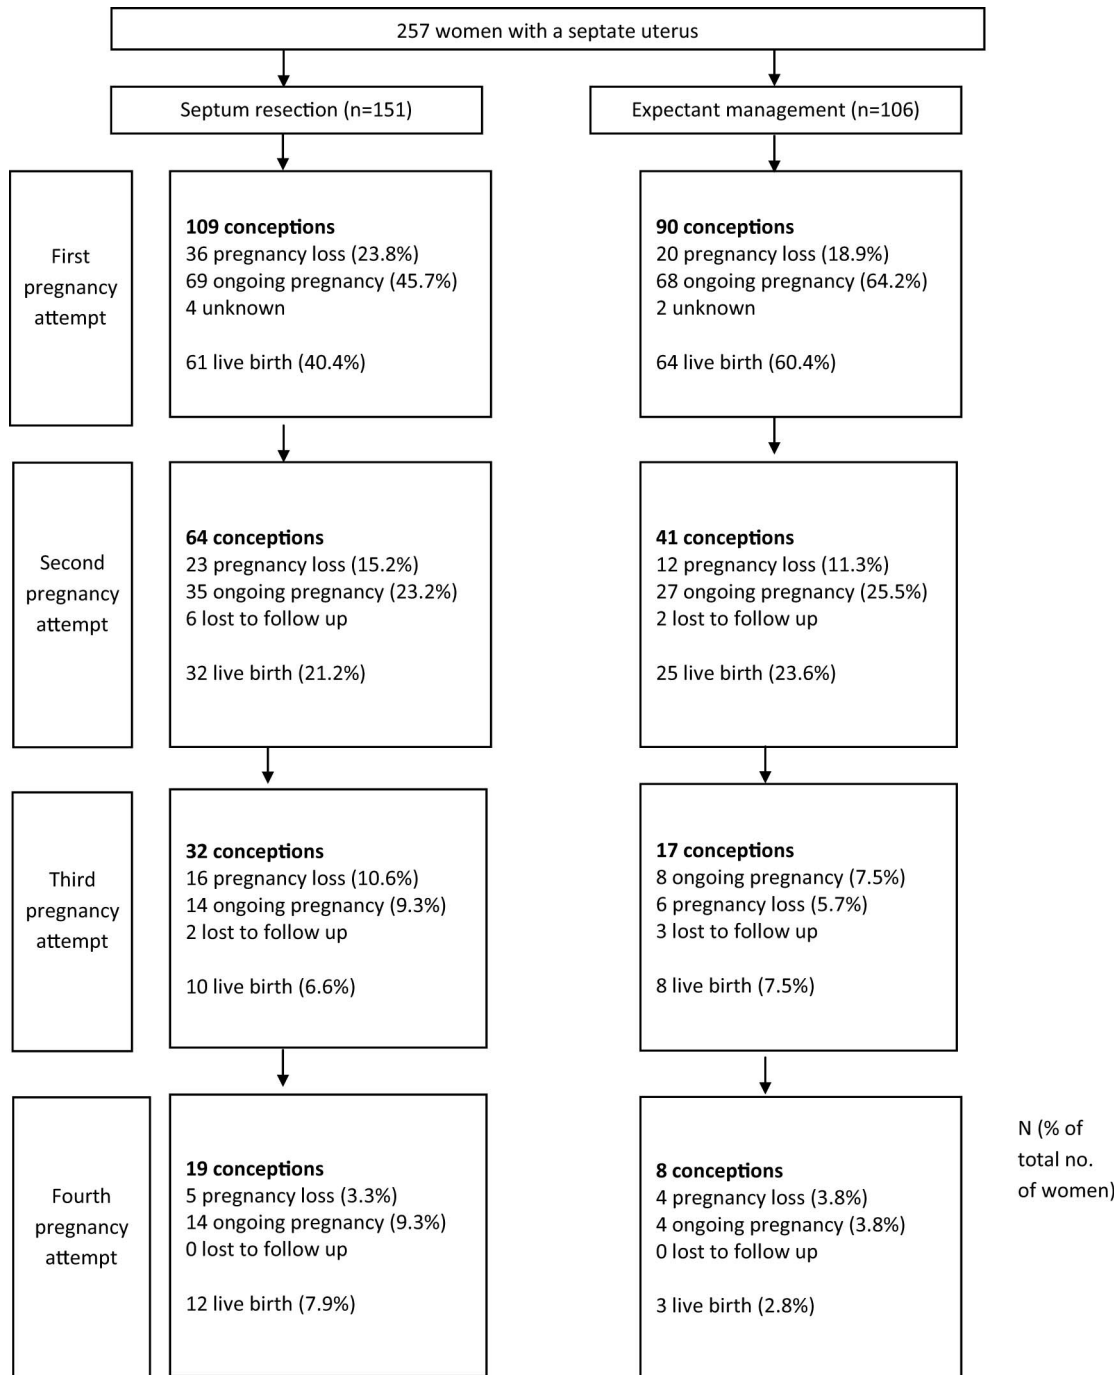 257 women with a septate uterus
Septum resection (n=151)
Expectant management (n=106)
First
pregnancy
attempt
109 conceptions
36 pregnancy loss (23.8%)
69 ongoing pregnancy (45.7%)
4 unknown
61 live birth (40.4%)
90 conceptions
20 pregnancy loss (18.9%)
68 ongoing pregnancy (64.2%)
2 unknown
64 live birth (60.4%)
Second
pregnancy
attempt
64 conceptions
23 pregnancy loss (15.2%)
35 ongoing pregnancy (23.2%)
6 lost to follow up
32 live birth (21.2%)
41 conceptions
12 pregnancy loss (11.3%)
27 ongoing pregnancy (25.5%)
2 lost to follow up
25 live birth (23.6%)
Third
pregnancy
attempt
32 conceptions
16 pregnancy loss (10.6%)
14 ongoing pregnancy (9.3%)
2 lost to follow up
10 live birth (6.6%)
17 conceptions
8 ongoing pregnancy (7.5%)
6 pregnancy loss (5.7%)
3 lost to follow up
8 live birth (7.5%)
Fourth
pregnancy
attempt
19 conceptions
5 pregnancy loss (3.3%)
14 ongoing pregnancy (9.3%)
0 lost to follow up
12 live birth (7.9%)
8 conceptions
4 pregnancy loss (3.8%)
4 ongoing pregnancy (3.8%)
0 lost to follow up
3 live birth (2.8%)
N (% of
total no.
of women)